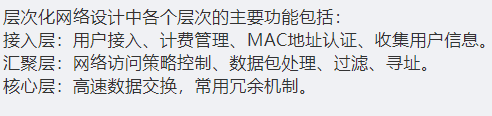 层次化网络设计中各个层次的主要功能包括：
接入层：用户接入、计费管理、MAC地址认证、收集用户信息。
汇聚层：网络访问策略控制、数据包处理、过滤、寻址。
核心层：高速数据交换，常用冗余机制。